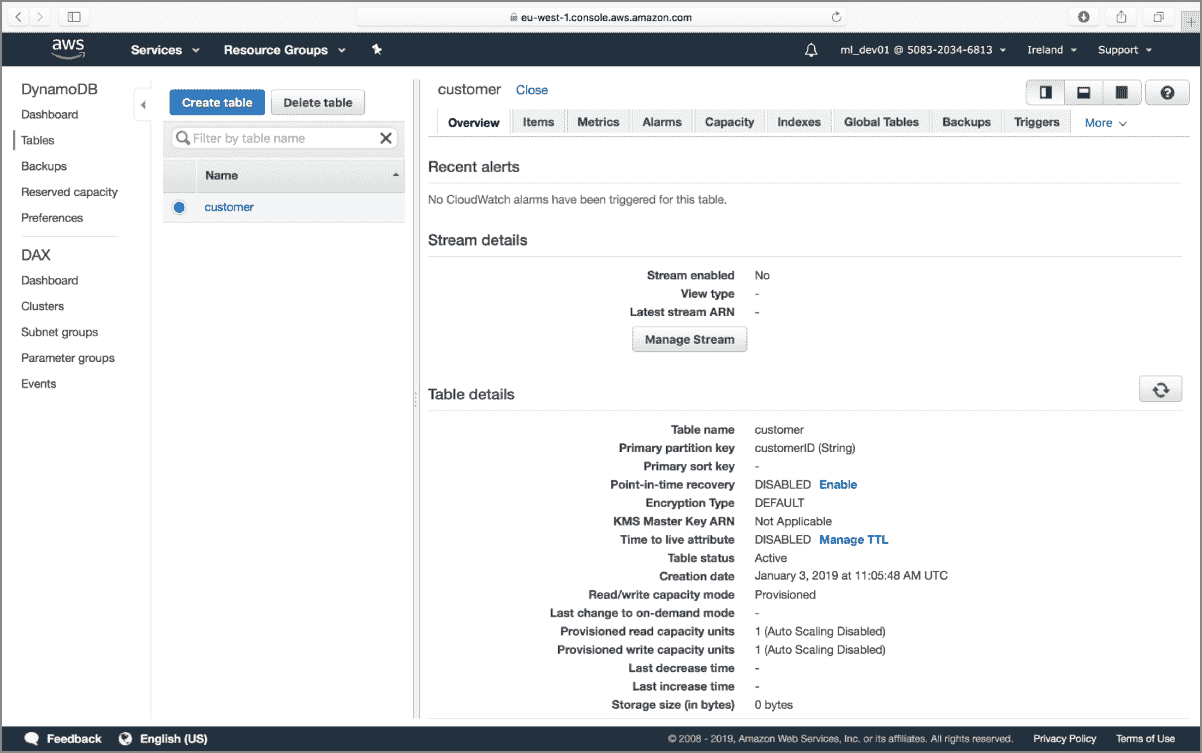 eu-west-1.console.aws.amazon.com
aws Services Resource Groups ml_dev01 @ 5083-2034-6813 Ireland Support
DynamoDB
Dashboard
Tables
Backups
Reserved capacity
Preferences
DAX
Dashboard
Clusters
Subnet groups
Parameter groups
Events
Create table Delete table
Filter by table name
Name
customer
customer Close
Overview Items Metrics Alarms Capacity Indexes Global Tables Backups Triggers More
Recent alerts
No CloudWatch alarms have been triggered for this table.
Stream details
Stream enabled No
View type -
Latest stream ARN -
Manage Stream
Table details
Table name customer
Primary partition key customerID (String)
Primary sort key -
Point-in-time recovery DISABLED Enable
Encryption Type DEFAULT
KMS Master Key ARN Not Applicable
Time to live attribute DISABLED Manage TTL
Table status Active
Creation date January 3, 2019 at 11:05:48 AM UTC
Read/write capacity mode Provisioned
Last change to on-demand mode -
Provisioned read capacity units 1 (Auto Scaling Disabled)
Provisioned write capacity units 1 (Auto Scaling Disabled)
Last decrease time -
Last increase time -
Storage size (in bytes) 0 bytes
Feedback English (US) © 2008 - 2019, Amazon Web Services, Inc. or its affiliates. All rights reserved. Privacy Policy Terms of Use